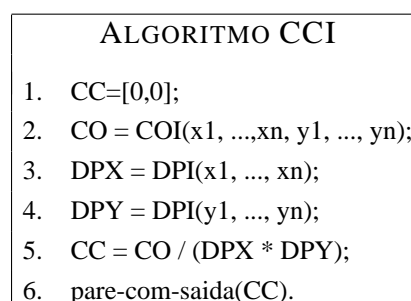 ALGORITMO CCI
1. CC=[0,0];
2. CO = COI(x1, ...,xn, y1, ..., yn);
3. DPX = DPI(x1, ..., xn);
4. DPY = DPI(y1, ..., yn);
5. CC = CO / (DPX * DPY);
6. pare-com-saida(CC).